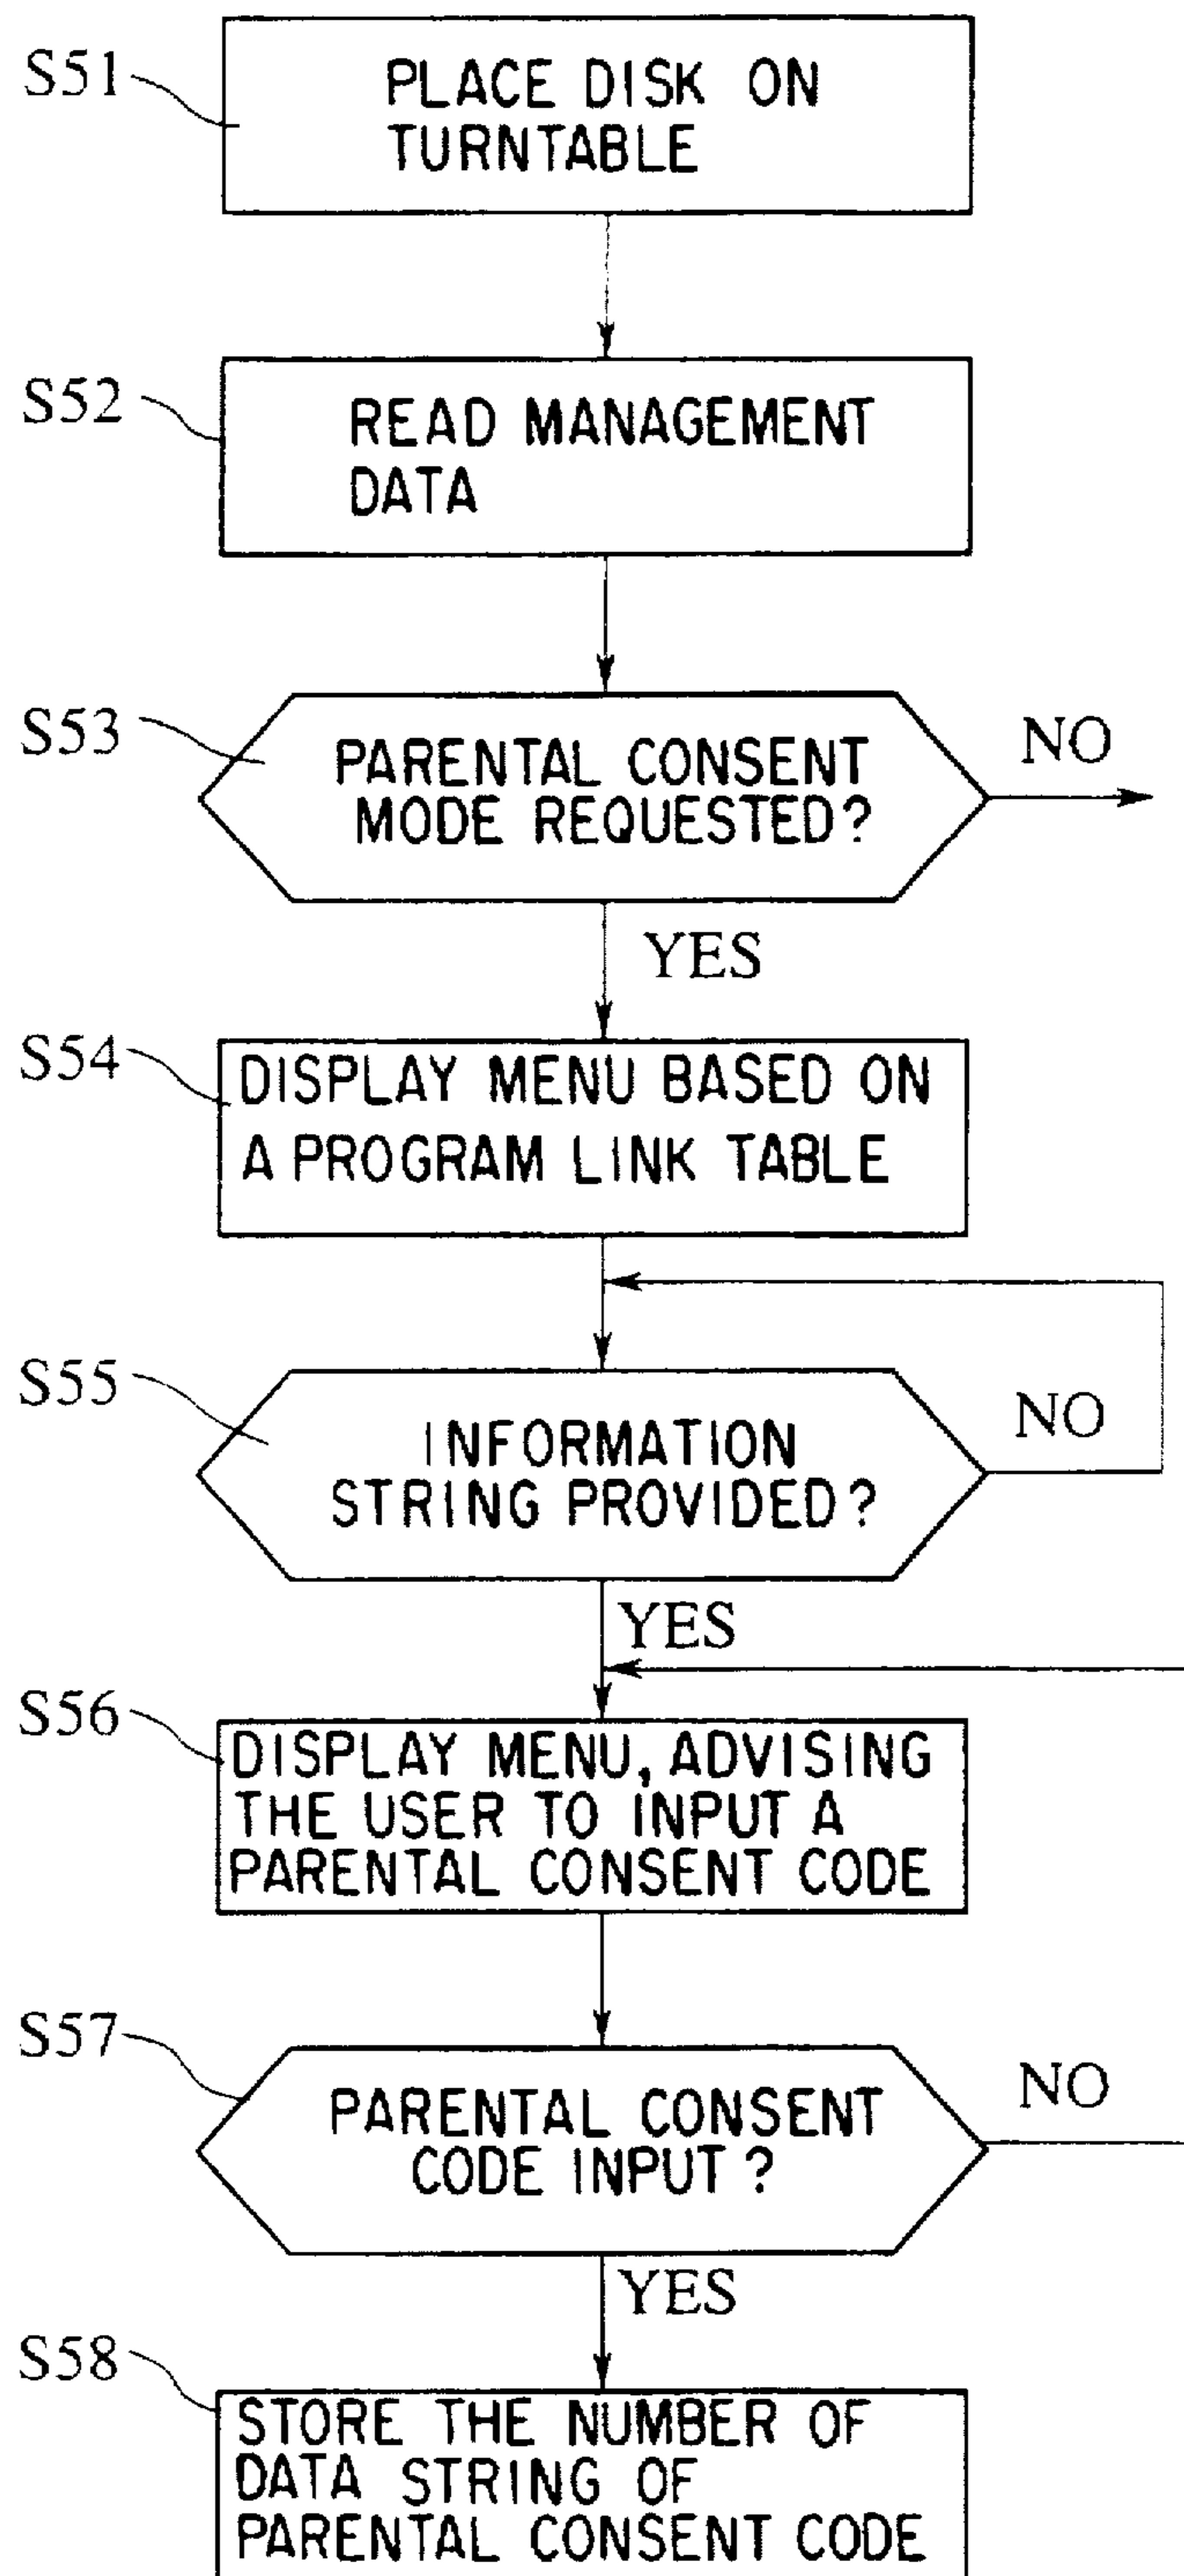 S51
PLACE DISK ON
TURNTABLE
S52
READ MANAGEMENT
DATA
S53
PARENTAL CONSENT
MODE REQUESTED?
NO
YES
S54
DISPLAY MENU BASED ON
A PROGRAM LINK TABLE
S55
INFORMATION
STRING PROVIDED?
NO
YES
S56
DISPLAY MENU, ADVISING
THE USER TO INPUT A
PARENTAL CONSENT CODE
S57
PARENTAL CONSENT
CODE INPUT?
NO
YES
S58
STORE THE NUMBER OF
DATA STRING OF
PARENTAL CONSENT CODE